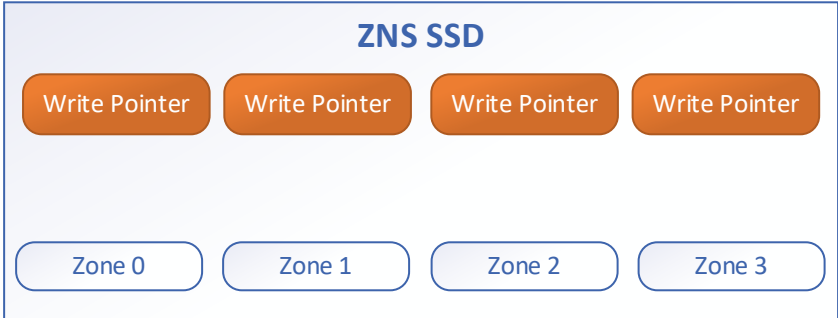 ZNS SSD
Write Pointer Write Pointer Write Pointer Write Pointer
Zone 0 Zone 1 Zone 2 Zone 3